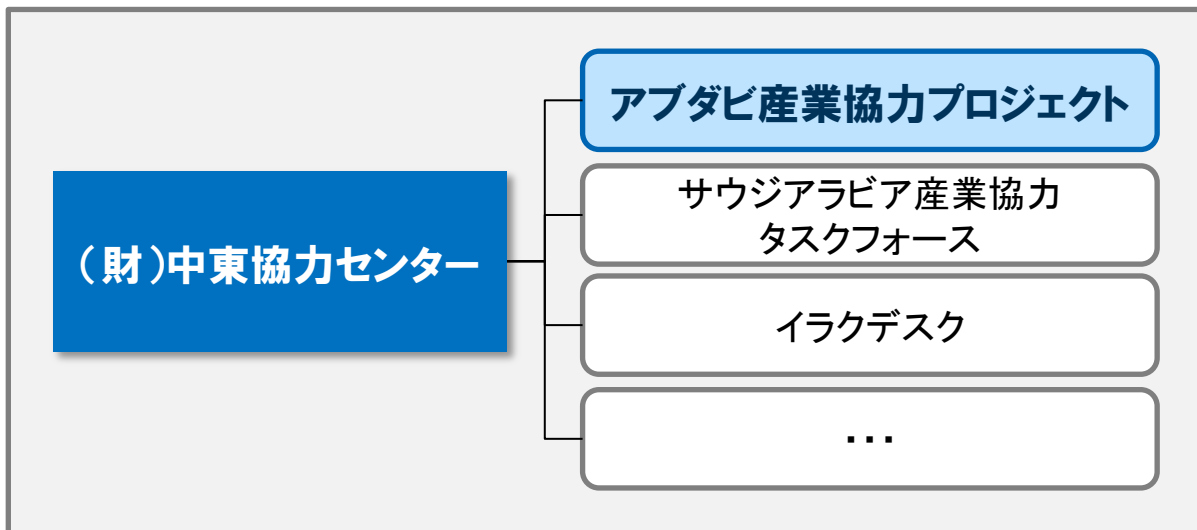 アブダビ産業協力プロジェクト
サウジアラビア産業協力
タスクフォース
（財）中東協力センター
イラクデスク
・・・